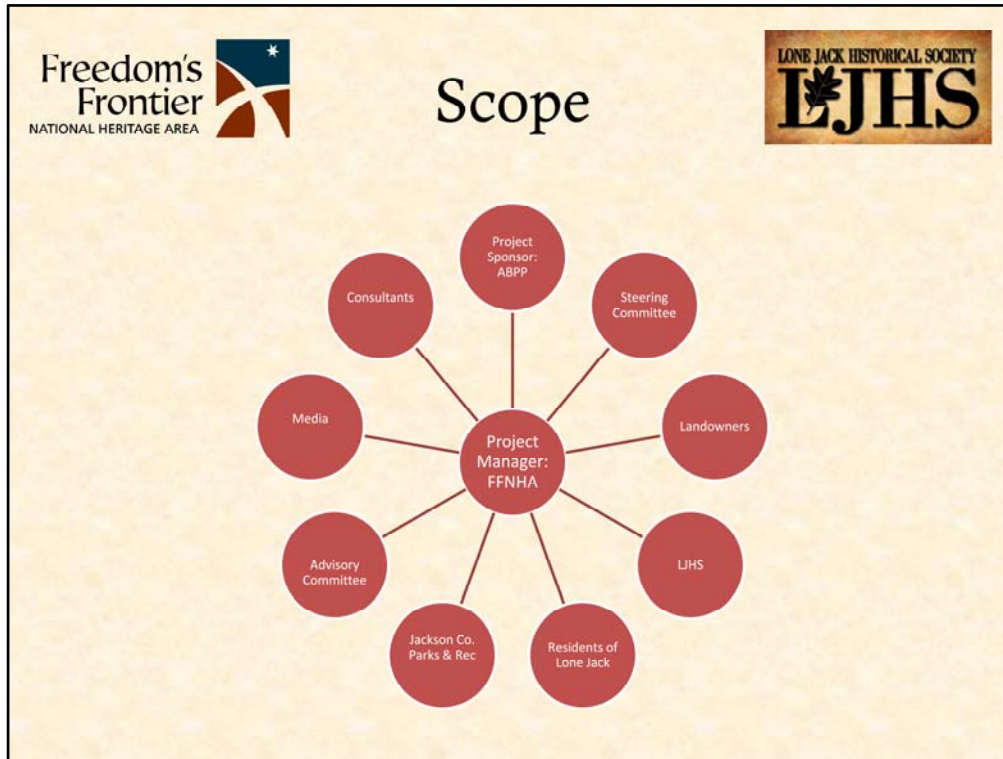 Freedom's
Frontier
NATIONAL HERITAGE AREA
Scope
LONE JACK HISTORICAL SOCIETY
LJHS
Project
Sponsor:
ABPP
Steering
Committee
Landowners
LJHS
Residents of
Lone Jack
Jackson Co.
Parks & Rec
Advisory
Committee
Media
Consultants
Project
Manager:
FFNHA